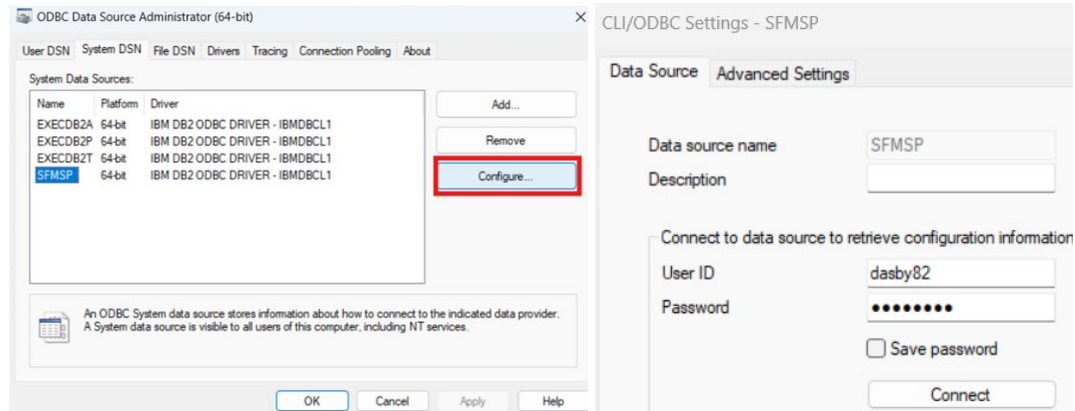 ODBC Data Source Administrator (64-bit)
User DSN System DSN File DSN Drivers Tracing Connection Pooling About
System Data Sources:
Name Platform Driver
EXECDB2A 64-bit IBM DB2 ODBC DRIVER - IBMDBCL1
EXECDB2P 64-bit IBM DB2 ODBC DRIVER - IBMDBCL1
EXECDB2T 64-bit IBM DB2 ODBC DRIVER - IBMDBCL1
SFMSP 64-bit IBM DB2 ODBC DRIVER - IBMDBCL1
Add...
Remove
Configure...
An ODBC System data source stores information about how to connect to the indicated data provider.
A System data source is visible to all users of this computer, including NT services.
OK Cancel Apply Help
CLI/ODBC Settings - SFMSP
Data Source Advanced Settings
Data source name SFMSP
Description
Connect to data source to retrieve configuration information
User ID dasby82
Password ••••••••
Save password
Connect